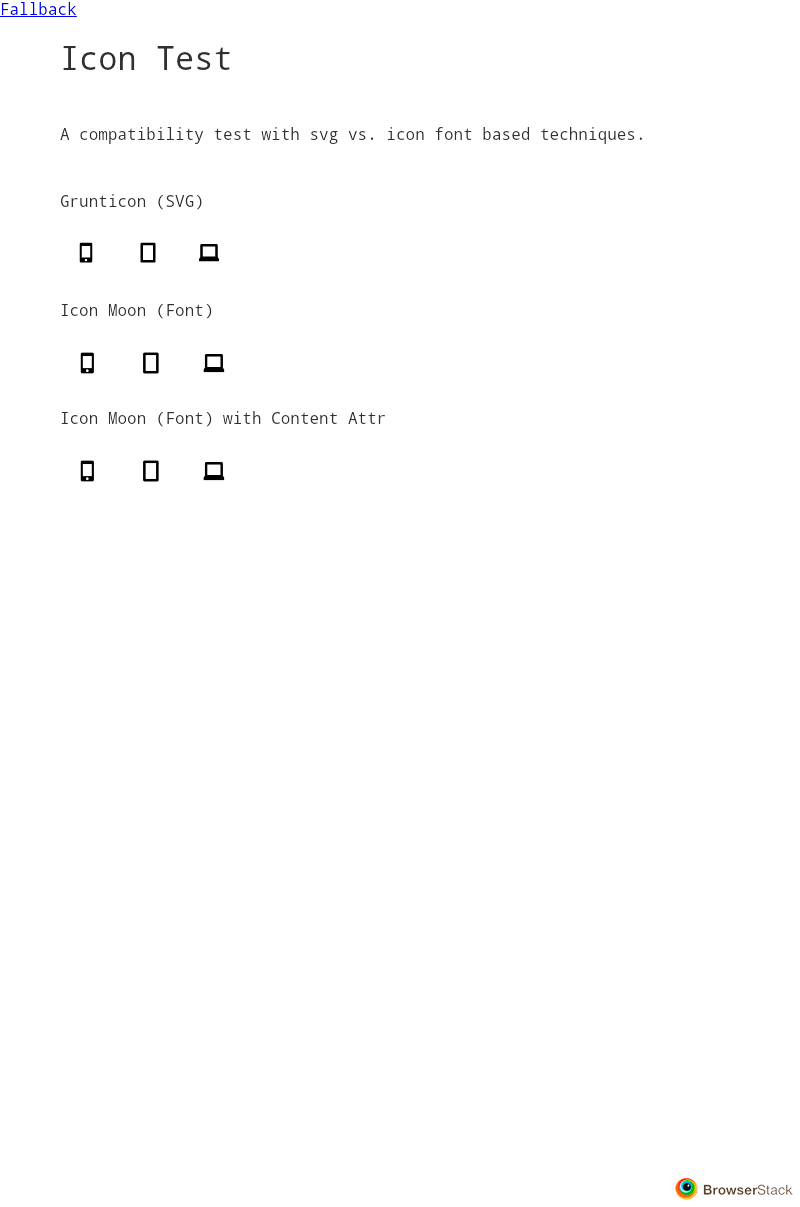 Fallback
Icon Test
A compatibility test with svg vs. icon font based techniques.
Grunticon (SVG)
Icon Moon (Font)
Icon Moon (Font) with Content Attr
BrowserStack